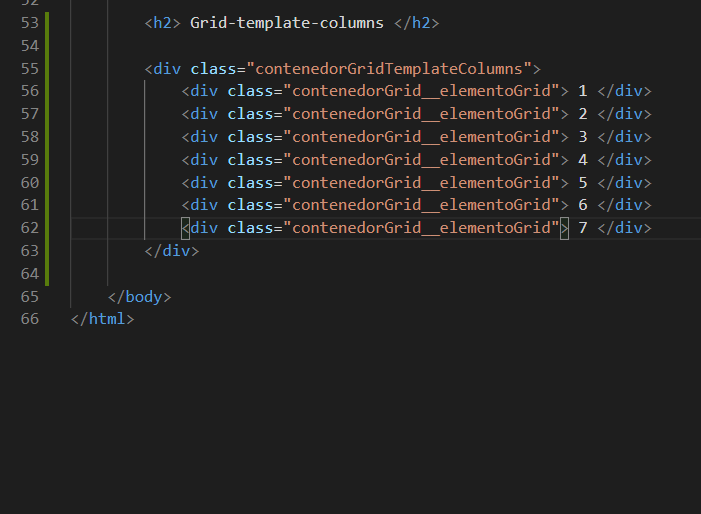 53 <h2> Grid-template-columns </h2>
54
55 <div class="contenedorGridTemplateColumns">
56 <div class="contenedorGrid__elementoGrid"> 1 </div>
57 <div class="contenedorGrid__elementoGrid"> 2 </div>
58 <div class="contenedorGrid__elementoGrid"> 3 </div>
59 <div class="contenedorGrid__elementoGrid"> 4 </div>
60 <div class="contenedorGrid__elementoGrid"> 5 </div>
61 <div class="contenedorGrid__elementoGrid"> 6 </div>
62 <div class="contenedorGrid__elementoGrid"> 7 </div>
63 </div>
64
65 </body>
66 </html>